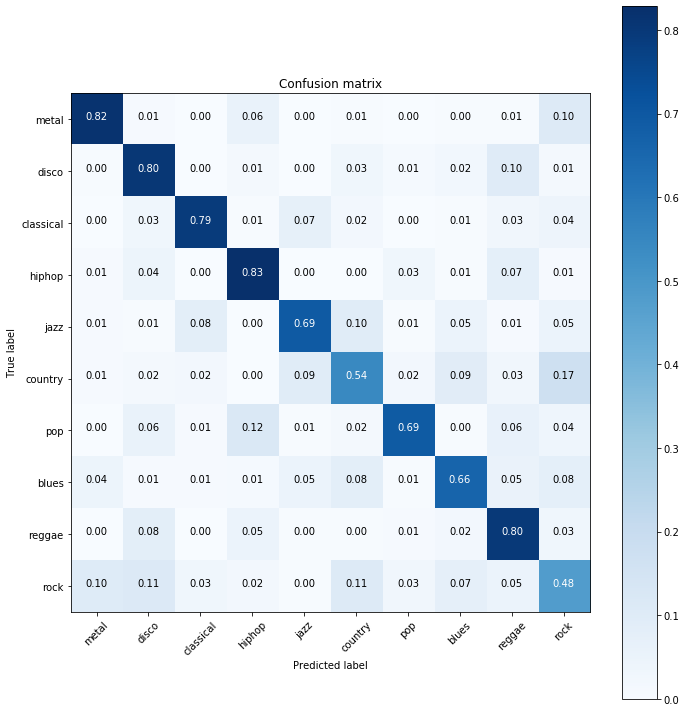 Confusion matrix
metal 0.82 0.01 0.00 0.06 0.00 0.01 0.00 0.00 0.01 0.10
disco 0.00 0.80 0.00 0.01 0.00 0.03 0.01 0.02 0.10 0.01
classical 0.00 0.03 0.79 0.01 0.07 0.02 0.00 0.01 0.03 0.04
hiphop 0.01 0.04 0.00 0.83 0.00 0.00 0.03 0.01 0.07 0.01
jazz 0.01 0.01 0.08 0.00 0.69 0.10 0.01 0.05 0.01 0.05
country 0.01 0.02 0.02 0.00 0.09 0.54 0.02 0.09 0.03 0.17
pop 0.00 0.06 0.01 0.12 0.01 0.02 0.69 0.00 0.06 0.04
blues 0.04 0.01 0.01 0.01 0.05 0.08 0.01 0.66 0.05 0.08
reggae 0.00 0.08 0.00 0.05 0.00 0.00 0.01 0.02 0.80 0.03
rock 0.10 0.11 0.03 0.02 0.00 0.11 0.03 0.07 0.05 0.48
True label
metal disco classical hiphop jazz country pop blues reggae rock
Predicted label
0.8
0.7
0.6
0.5
0.4
0.3
0.2
0.1
0.0